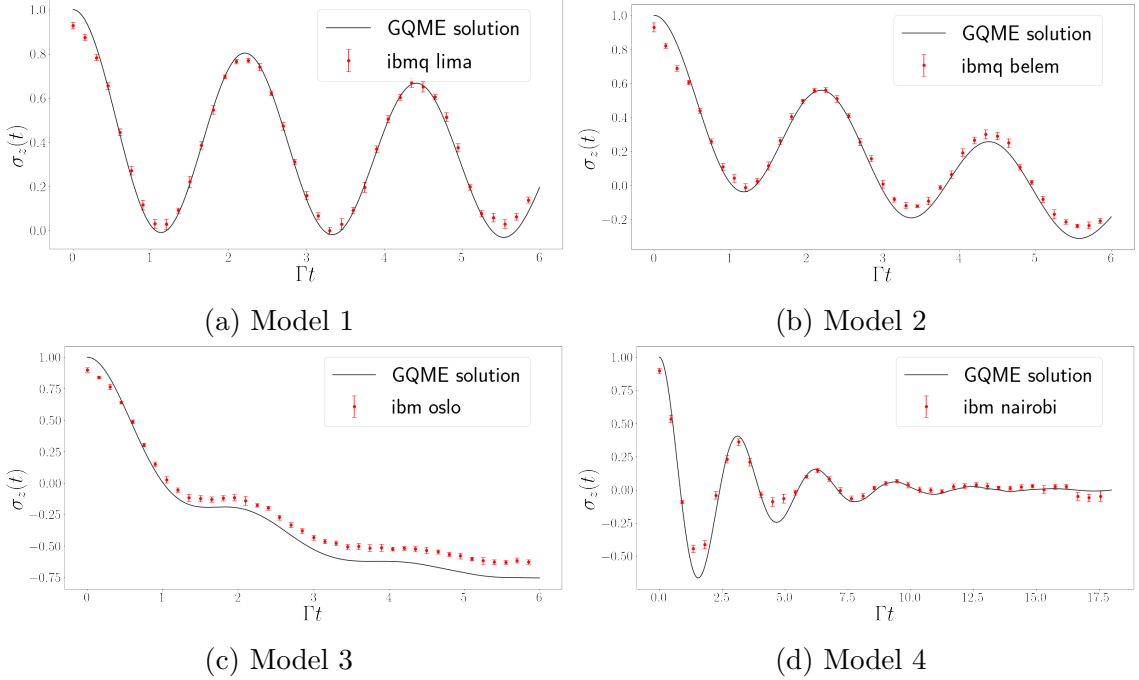 1.0
0.8
0.6
0.4
0.2
0.0
σz(t)
0 1 2 3 4 5 6
Γt
GQME solution
ibmq lima
(a) Model 1
1.0
0.8
0.6
0.4
0.2
0.0
−0.2
σz(t)
0 1 2 3 4 5 6
Γt
GQME solution
ibmq belem
(b) Model 2
1.00
0.75
0.50
0.25
0.00
−0.25
−0.50
−0.75
σz(t)
0 1 2 3 4 5 6
Γt
GQME solution
ibm oslo
(c) Model 3
1.00
0.75
0.50
0.25
0.00
−0.25
−0.50
σz(t)
0.0 2.5 5.0 7.5 10.0 12.5 15.0 17.5
Γt
GQME solution
ibm nairobi
(d) Model 4